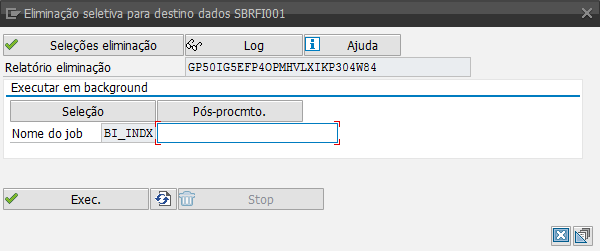 Eliminação seletiva para destino dados SBRFI001
Seleções eliminação Log Ajuda
Relatório eliminação GP50IG5EFP4OPMHVLXIKP304W84
Executar em background
Seleção Pós-procmto.
Nome do job BI_INDX
Exec. Stop